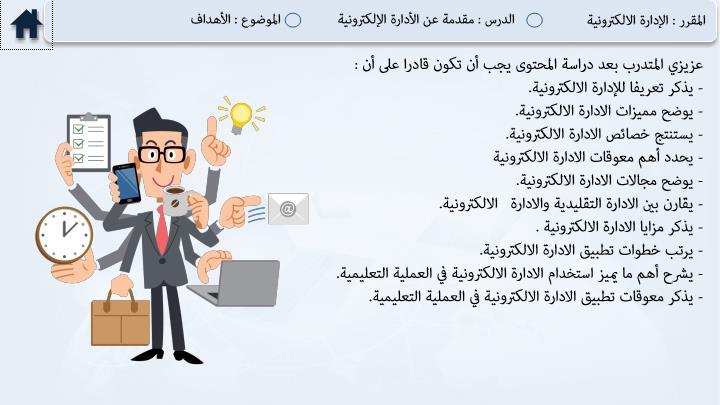 المقرر : الإدارة الالكترونية
الدرس : مقدمة عن الأدارة الإلكترونية
الموضوع : الأهداف
عزيزي المتدرب بعد دراسة المحتوى يجب أن تكون قادرا على أن :
- يذكر تعريفًا للإدارة الالكترونية.
- يوضح مميزات الادارة الالكترونية.
- يستنتج خصائص الادارة الالكترونية.
- يحدد أهم معوقات الادارة الالكترونية
- يوضح مجالات الادارة الالكترونية.
- يقارن بين الادارة التقليدية والادارة الالكترونية.
- يذكر مزايا الادارة الالكترونية .
- يرتب خطوات تطبيق الادارة الالكترونية.
- يشرح أهم ما يميز استخدام الادارة الالكترونية في العملية التعليمية.
- يذكر معوقات تطبيق الادارة الالكترونية في العملية التعليمية.
@